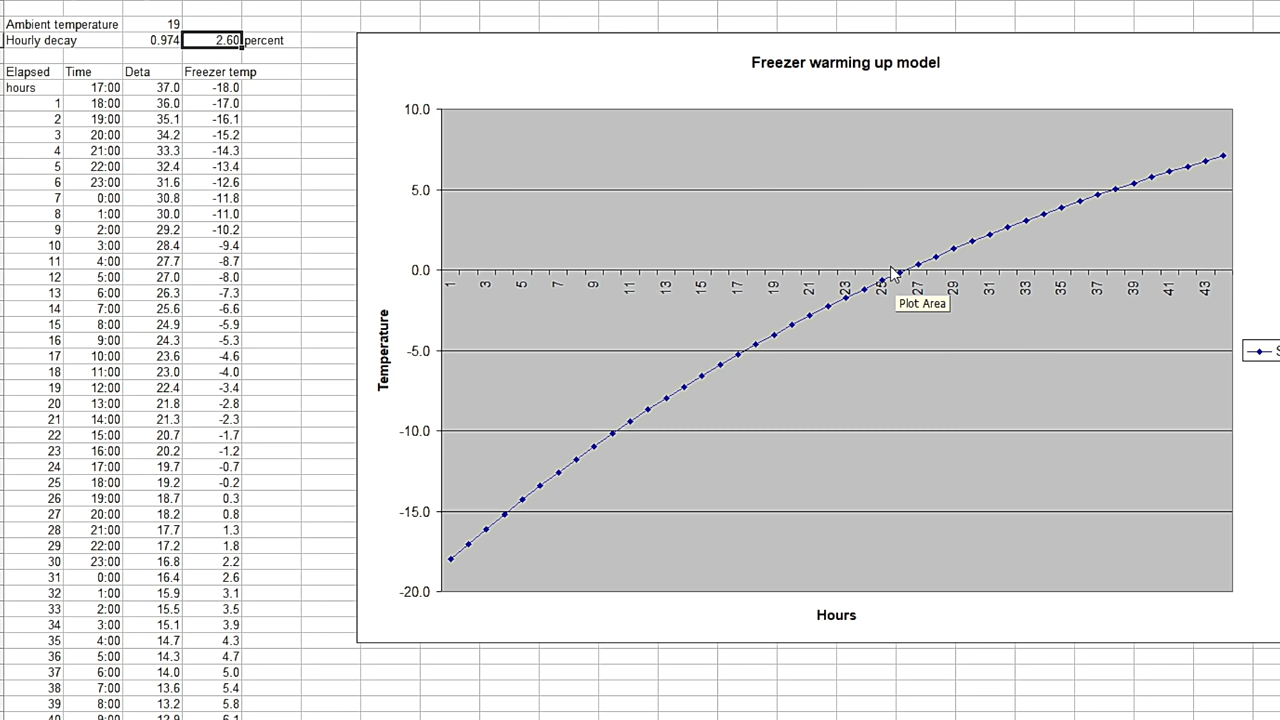 Ambient temperature 19
Hourly decay 0.974 2.60 percent
Elapsed Time Deta Freezer temp
hours 17:00 37.0 -18.0
1 18:00 36.0 -17.0
2 19:00 35.1 -16.1
3 20:00 34.2 -15.2
4 21:00 33.3 -14.3
5 22:00 32.4 -13.4
6 23:00 31.6 -12.6
7 0:00 30.8 -11.8
8 1:00 30.0 -11.0
9 2:00 29.2 -10.2
10 3:00 28.4 -9.4
11 4:00 27.7 -8.7
12 5:00 27.0 -8.0
13 6:00 26.3 -7.3
14 7:00 25.6 -6.6
15 8:00 24.9 -5.9
16 9:00 24.3 -5.3
17 10:00 23.6 -4.6
18 11:00 23.0 -4.0
19 12:00 22.4 -3.4
20 13:00 21.8 -2.8
21 14:00 21.3 -2.3
22 15:00 20.7 -1.7
23 16:00 20.2 -1.2
24 17:00 19.7 -0.7
25 18:00 19.2 -0.2
26 19:00 18.7 0.3
27 20:00 18.2 0.8
28 21:00 17.7 1.3
29 22:00 17.2 1.8
30 23:00 16.8 2.2
31 0:00 16.4 2.6
32 1:00 15.9 3.1
33 2:00 15.5 3.5
34 3:00 15.1 3.9
35 4:00 14.7 4.3
36 5:00 14.3 4.7
37 6:00 14.0 5.0
38 7:00 13.6 5.4
39 8:00 13.2 5.8
40 9:00 12.9 6.1
Freezer warming up model
10.0
5.0
0.0
-5.0
-10.0
-15.0
-20.0
Temperature
1 3 5 7 9 11 13 15 17 19 21 23 25 27 29 31 33 35 37 39 41 43
Plot Area
Hours